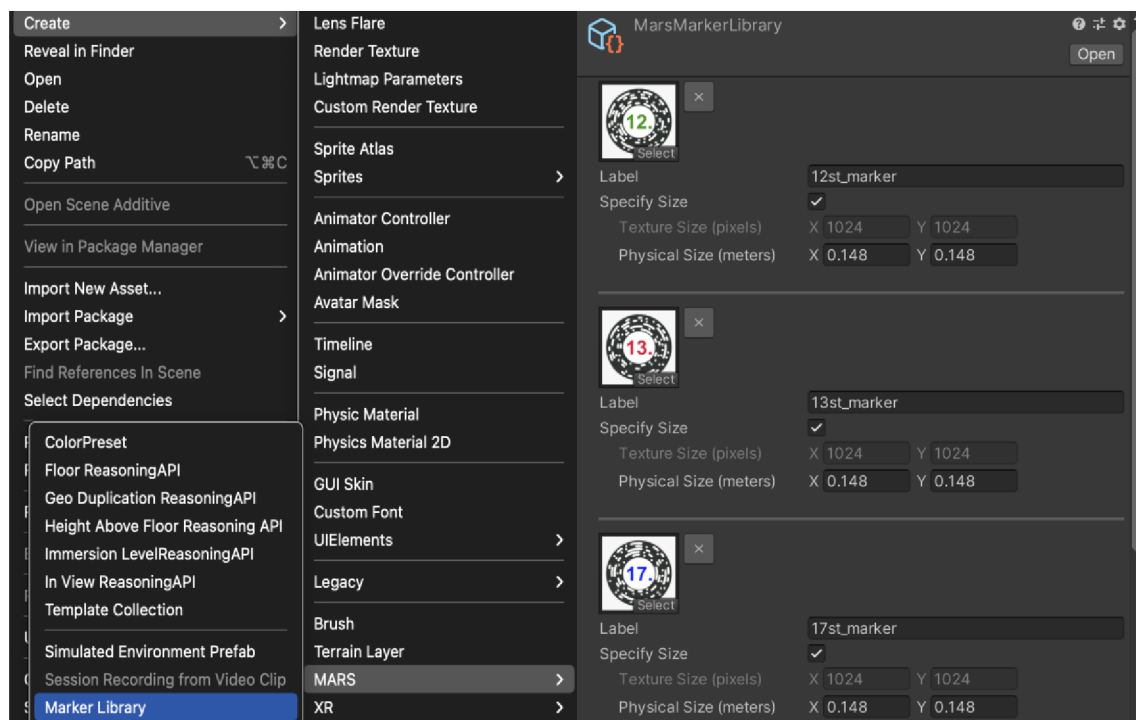 Create
Reveal in Finder
Open
Delete
Rename
Copy Path ⌥⌘C
Open Scene Additive
View in Package Manager
Import New Asset...
Import Package
Export Package...
Find References In Scene
Select Dependencies
ColorPreset
Floor ReasoningAPI
Geo Duplication ReasoningAPI
Height Above Floor Reasoning API
Immersion LevelReasoningAPI
In View ReasoningAPI
Template Collection
Simulated Environment Prefab
Session Recording from Video Clip
Marker Library
Lens Flare
Render Texture
Lightmap Parameters
Custom Render Texture
Sprite Atlas
Sprites
Animator Controller
Animation
Animator Override Controller
Avatar Mask
Timeline
Signal
Physic Material
Physics Material 2D
GUI Skin
Custom Font
UIElements
Legacy
Brush
Terrain Layer
MARS
XR
MarsMarkerLibrary
Open
12.
Select
Label 12st_marker
Specify Size
Texture Size (pixels) X 1024 Y 1024
Physical Size (meters) X 0.148 Y 0.148
13.
Select
Label 13st_marker
Specify Size
Texture Size (pixels) X 1024 Y 1024
Physical Size (meters) X 0.148 Y 0.148
17.
Select
Label 17st_marker
Specify Size
Texture Size (pixels) X 1024 Y 1024
Physical Size (meters) X 0.148 Y 0.148